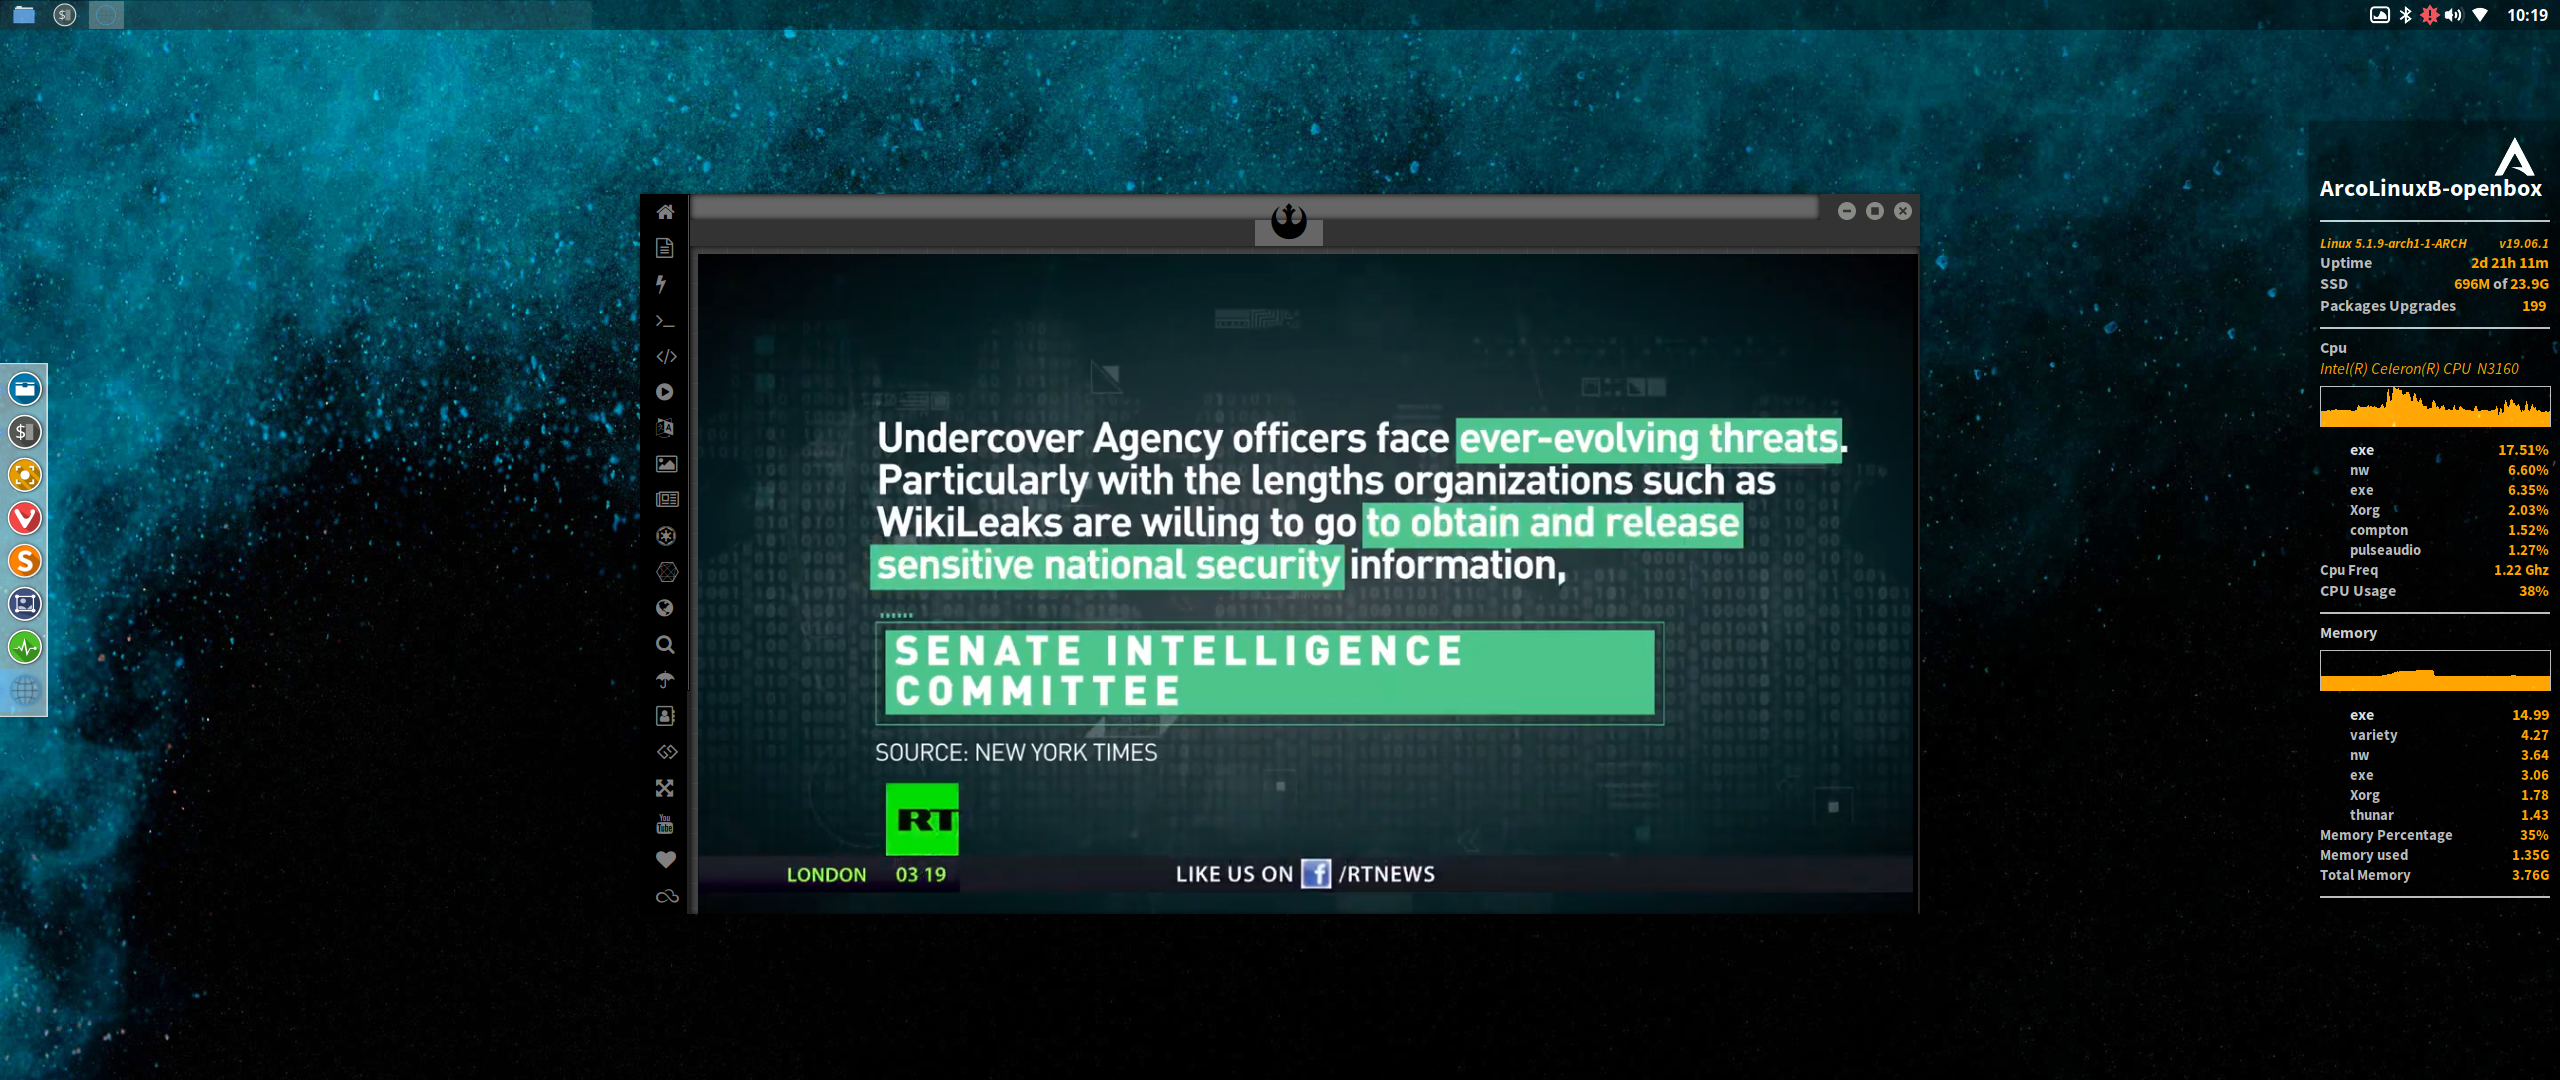 10:19
ArcoLinuxB-openbox
Linux 5.1.9-arch1-1-ARCH v19.06.1
Uptime 2d 21h 11m
SSD 696M of 23.9G
Packages Upgrades 199
Cpu
Intel(R) Celeron(R) CPU N3160
exe 17.51%
nw 6.60%
exe 6.35%
Xorg 2.03%
compton 1.52%
pulseaudio 1.27%
Cpu Freq 1.22 Ghz
CPU Usage 38%
Memory
exe 14.99
variety 4.27
nw 3.64
exe 3.06
Xorg 1.78
thunar 1.43
Memory Percentage 35%
Memory used 1.35G
Total Memory 3.76G
Undercover Agency officers face ever-evolving threats.
Particularly with the lengths organizations such as
WikiLeaks are willing to go to obtain and release
sensitive national security information,
SENATE INTELLIGENCE
COMMITTEE
SOURCE: NEW YORK TIMES
RT
LONDON 03 19 LIKE US ON f /RTNEWS
You
Tube